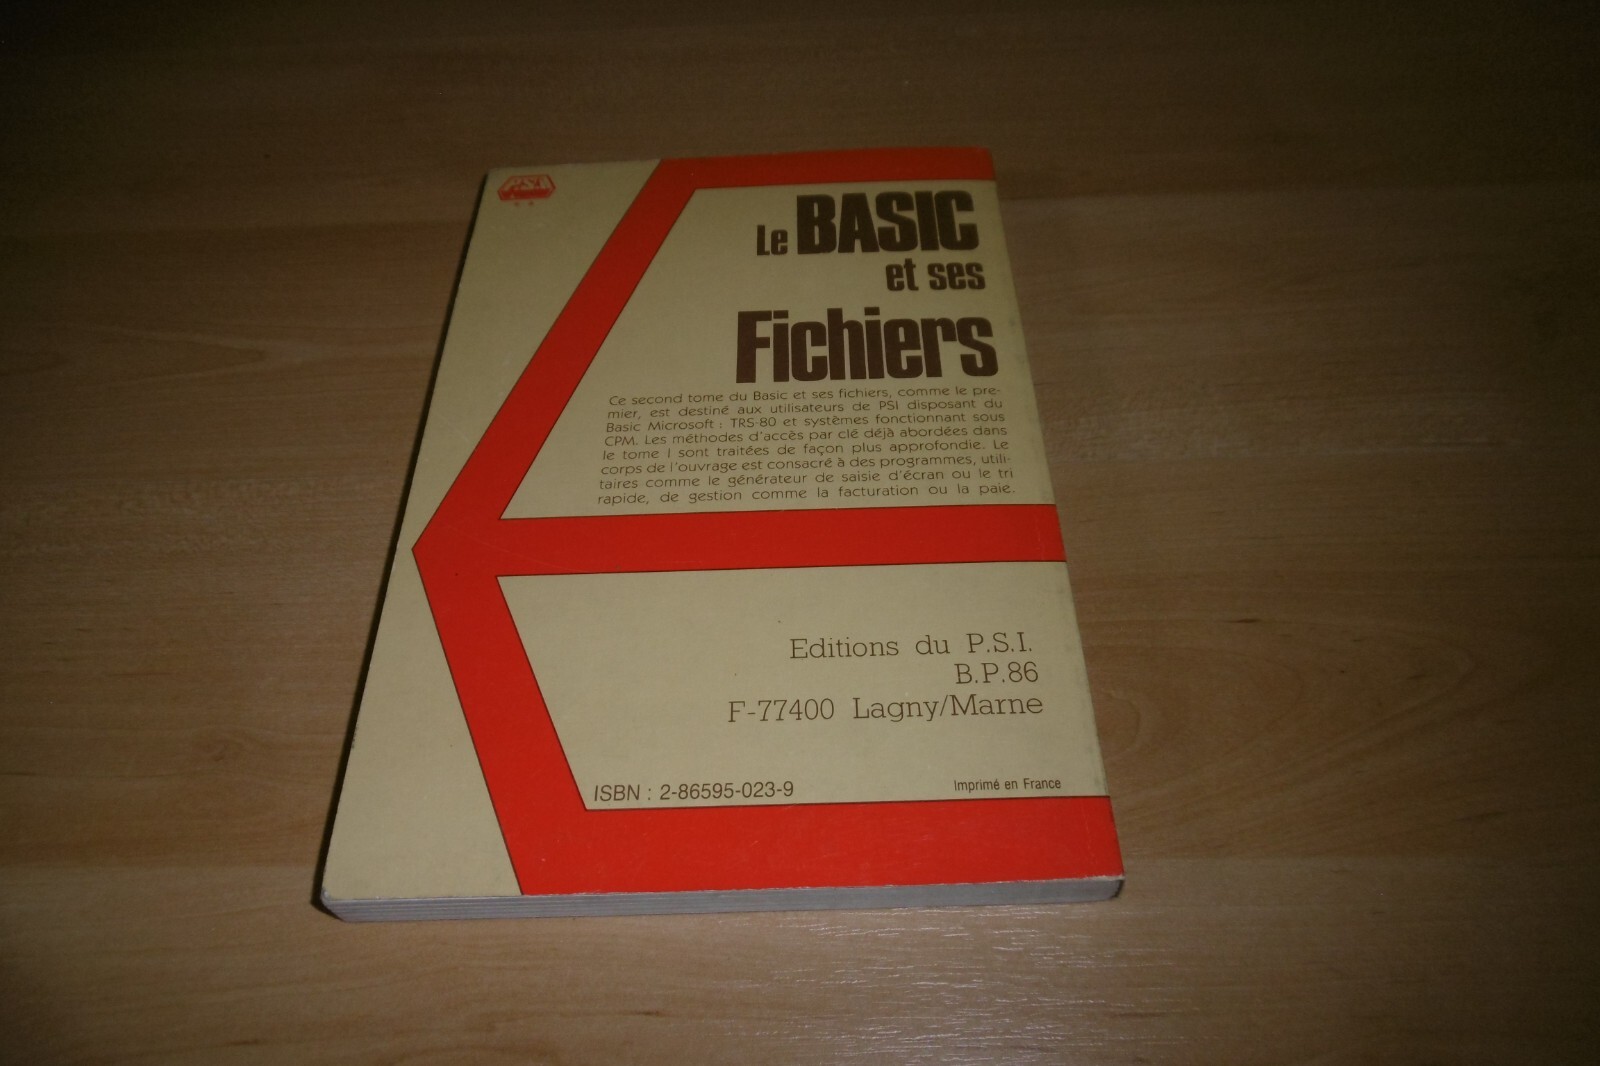 PSI
Le BASIC
et ses
Fichiers
Ce second tome du Basic et ses fichiers, comme le pre-
mier, est destiné aux utilisateurs de PSI disposant du
Basic Microsoft : TRS-80 et systèmes fonctionnant sous
CPM. Les méthodes d'accès par clé déjà abordées dans
le tome I sont traitées de façon plus approfondie. Le
corps de l'ouvrage est consacré à des programmes, utili-
taires comme le générateur de saisie d'écran ou le tri
rapide, de gestion comme la facturation ou la paie.
Editions du P.S.I.
B.P.86
F-77400 Lagny/Marne
ISBN : 2-86595-023-9
Imprimé en France